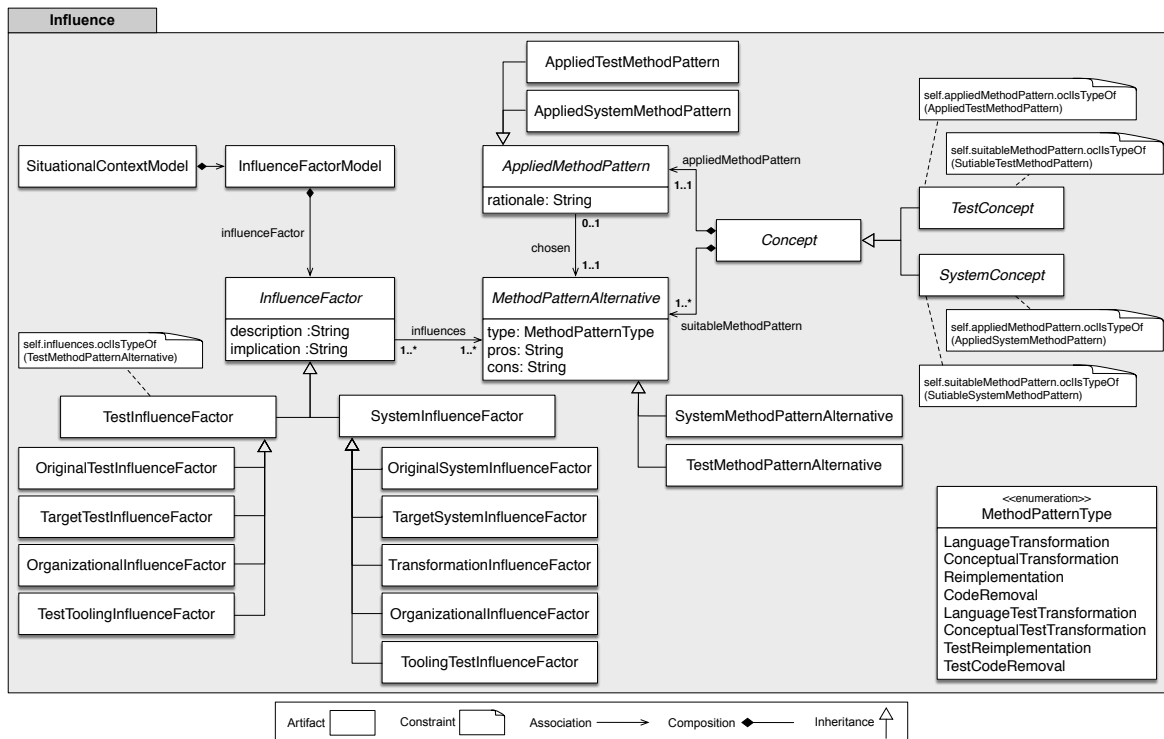 Influence
AppliedTestMethodPattern
AppliedSystemMethodPattern
self.appliedMethodPattern.oclIsTypeOf
(AppliedTestMethodPattern)
self.suitableMethodPattern.oclIsTypeOf
(SutiableTestMethodPattern)
SituationalContextModel
InfluenceFactorModel
AppliedMethodPattern
rationale: String
appliedMethodPattern
1..1
TestConcept
Concept
influenceFactor
0..1
chosen
1..1
SystemConcept
InfluenceFactor
description :String
implication :String
influences
1..*
1..*
MethodPatternAlternative
type: MethodPatternType
pros: String
cons: String
1..*
suitableMethodPattern
self.appliedMethodPattern.oclIsTypeOf
(AppliedSystemMethodPattern)
self.suitableMethodPattern.oclIsTypeOf
(SutiableSystemMethodPattern)
self.influences.oclIsTypeOf
(TestMethodPatternAlternative)
TestInfluenceFactor
SystemInfluenceFactor
SystemMethodPatternAlternative
TestMethodPatternAlternative
OriginalTestInfluenceFactor
TargetTestInfluenceFactor
OrganizationalInfluenceFactor
TestToolingInfluenceFactor
OriginalSystemInfluenceFactor
TargetSystemInfluenceFactor
TransformationInfluenceFactor
OrganizationalInfluenceFactor
ToolingTestInfluenceFactor
<<enumeration>>
MethodPatternType
LanguageTransformation
ConceptualTransformation
Reimplementation
CodeRemoval
LanguageTestTransformation
ConceptualTestTransformation
TestReimplementation
TestCodeRemoval
Artifact
Constraint
Association
Composition
Inheritance